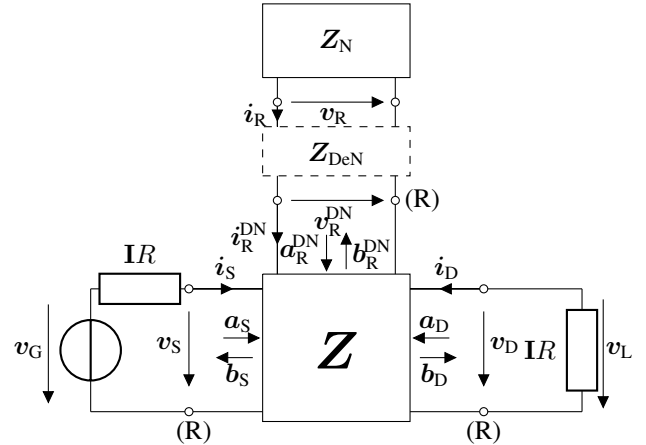 Z_N
i_R v_R
Z_DeN
(R)
i_R^DN v_R^DN
a_R^DN b_R^DN
IR i_S i_D
v_G v_S a_S b_S Z a_D b_D v_D IR v_L
(R) (R)